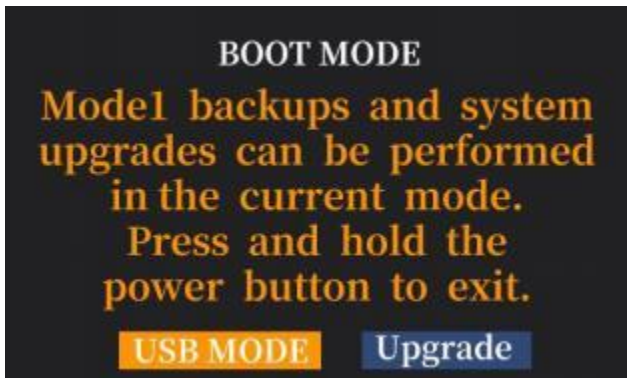 BOOT MODE
Model backups and system
upgrades can be performed
in the current mode.
Press and hold the
power button to exit.
USB MODE Upgrade